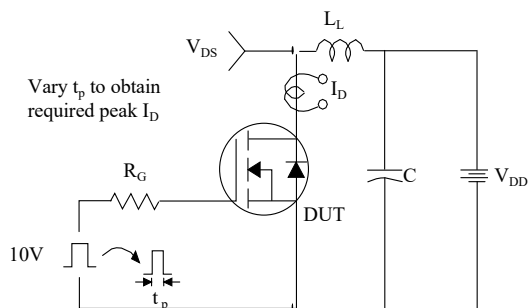 L_L
V_DS
Vary t_p to obtain
required peak I_D
I_D
R_G
C
V_DD
DUT
10V
t_p